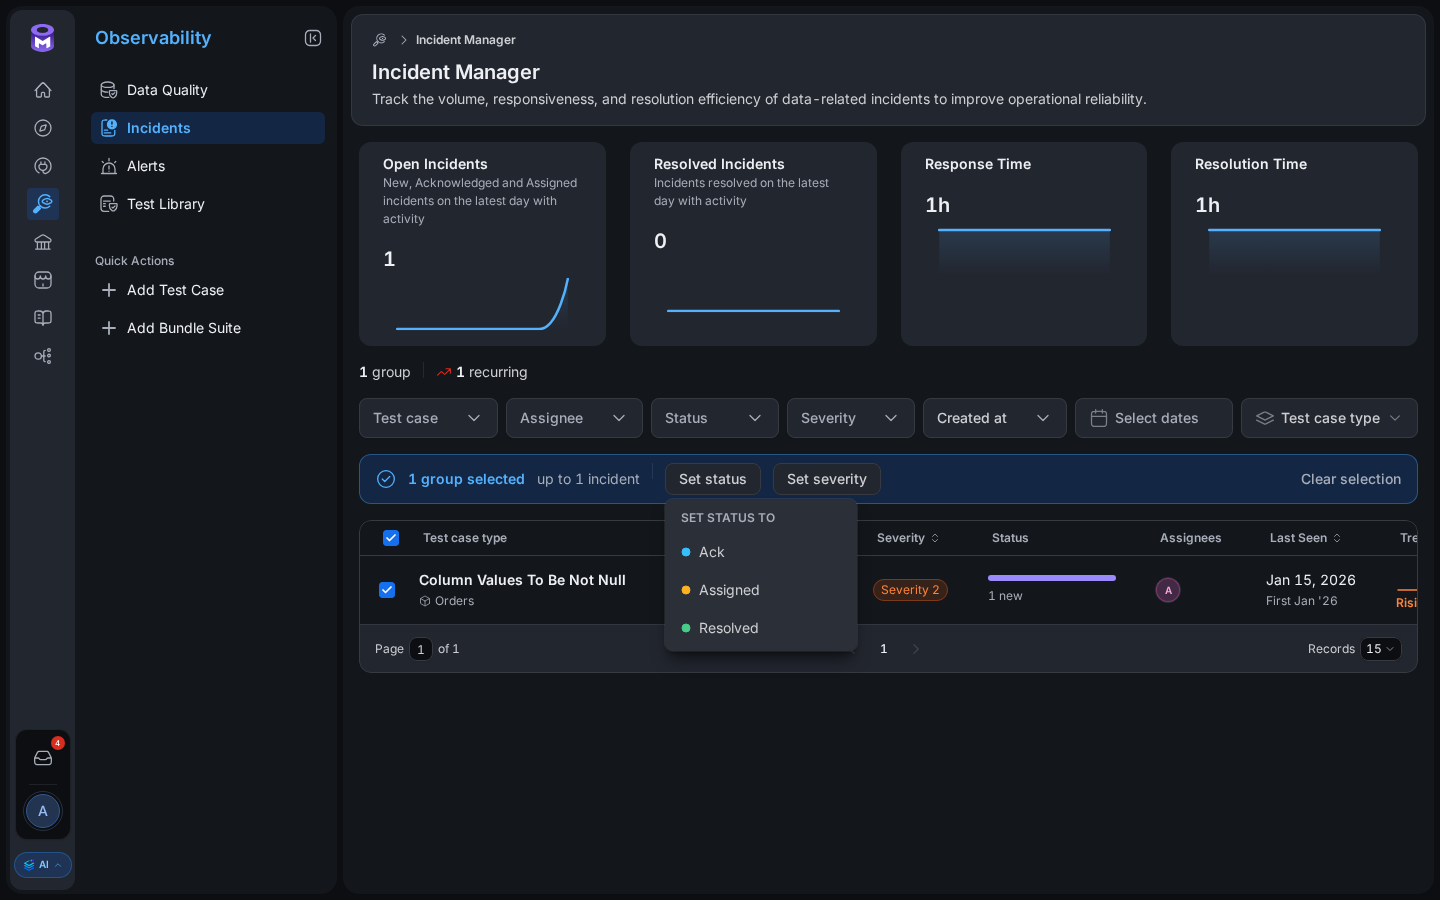 Observability
Data Quality
Incidents
Alerts
Test Library
Quick Actions
Add Test Case
Add Bundle Suite
4
A
AI
Incident Manager
Incident Manager
Track the volume, responsiveness, and resolution efficiency of data-related incidents to improve operational reliability.
Open Incidents
New, Acknowledged and Assigned
incidents on the latest day with
activity
1
Resolved Incidents
Incidents resolved on the latest
day with activity
0
Response Time
1h
Resolution Time
1h
1 group
1 recurring
Test case
Assignee
Status
Severity
Created at
Select dates
Test case type
1 group selected up to 1 incident
Set status
Set severity
Clear selection
SET STATUS TO
Ack
Assigned
Resolved
Test case type
Severity
Status
Assignees
Last Seen
Tre
Column Values To Be Not Null
Orders
Severity 2
1 new
A
Jan 15, 2026
First Jan '26
Risi
Page 1 of 1
1
Records 15